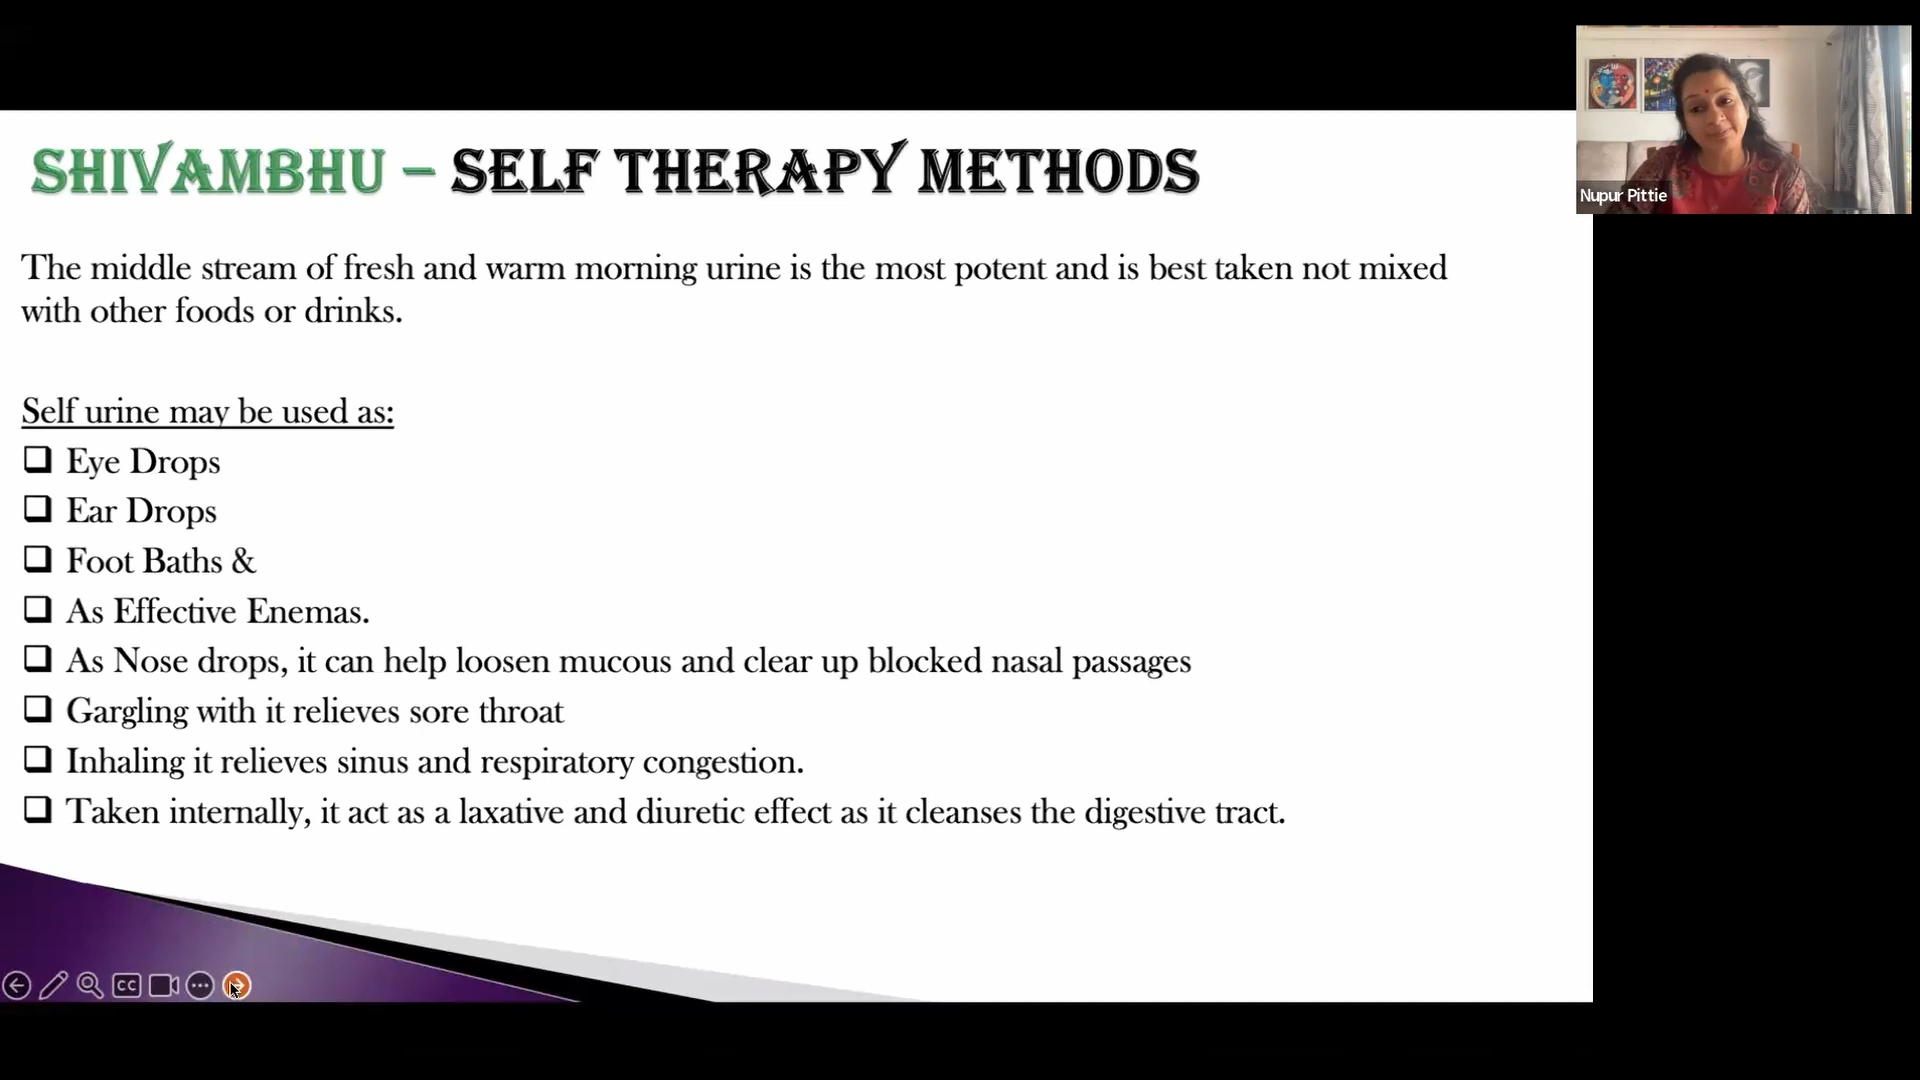 SHIVAMBHU – SELF THERAPY METHODS
The middle stream of fresh and warm morning urine is the most potent and is best taken not mixed
with other foods or drinks.
Self urine may be used as:
❑ Eye Drops
❑ Ear Drops
❑ Foot Baths &
❑ As Effective Enemas.
❑ As Nose drops, it can help loosen mucous and clear up blocked nasal passages
❑ Gargling with it relieves sore throat
❑ Inhaling it relieves sinus and respiratory congestion.
❑ Taken internally, it act as a laxative and diuretic effect as it cleanses the digestive tract.
Nupur Pittie
CC